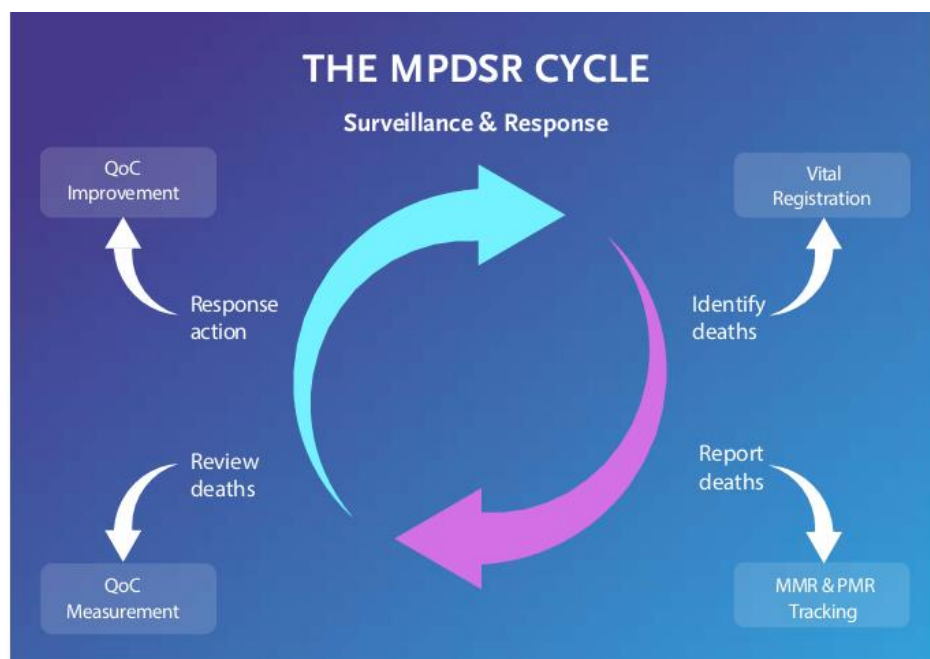 THE MPDSR CYCLE
Surveillance & Response
QoC
Improvement
Vital
Registration
Response
action
Identify
deaths
Review
deaths
Report
deaths
QoC
Measurement
MMR & PMR
Tracking